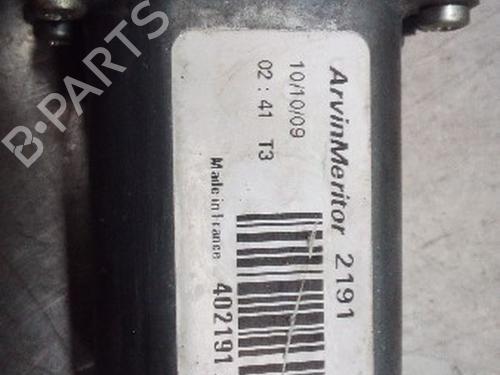 ArvinMeritor 2191
10/10/09
02:41 T3
Made in France 402191
B-PARTS